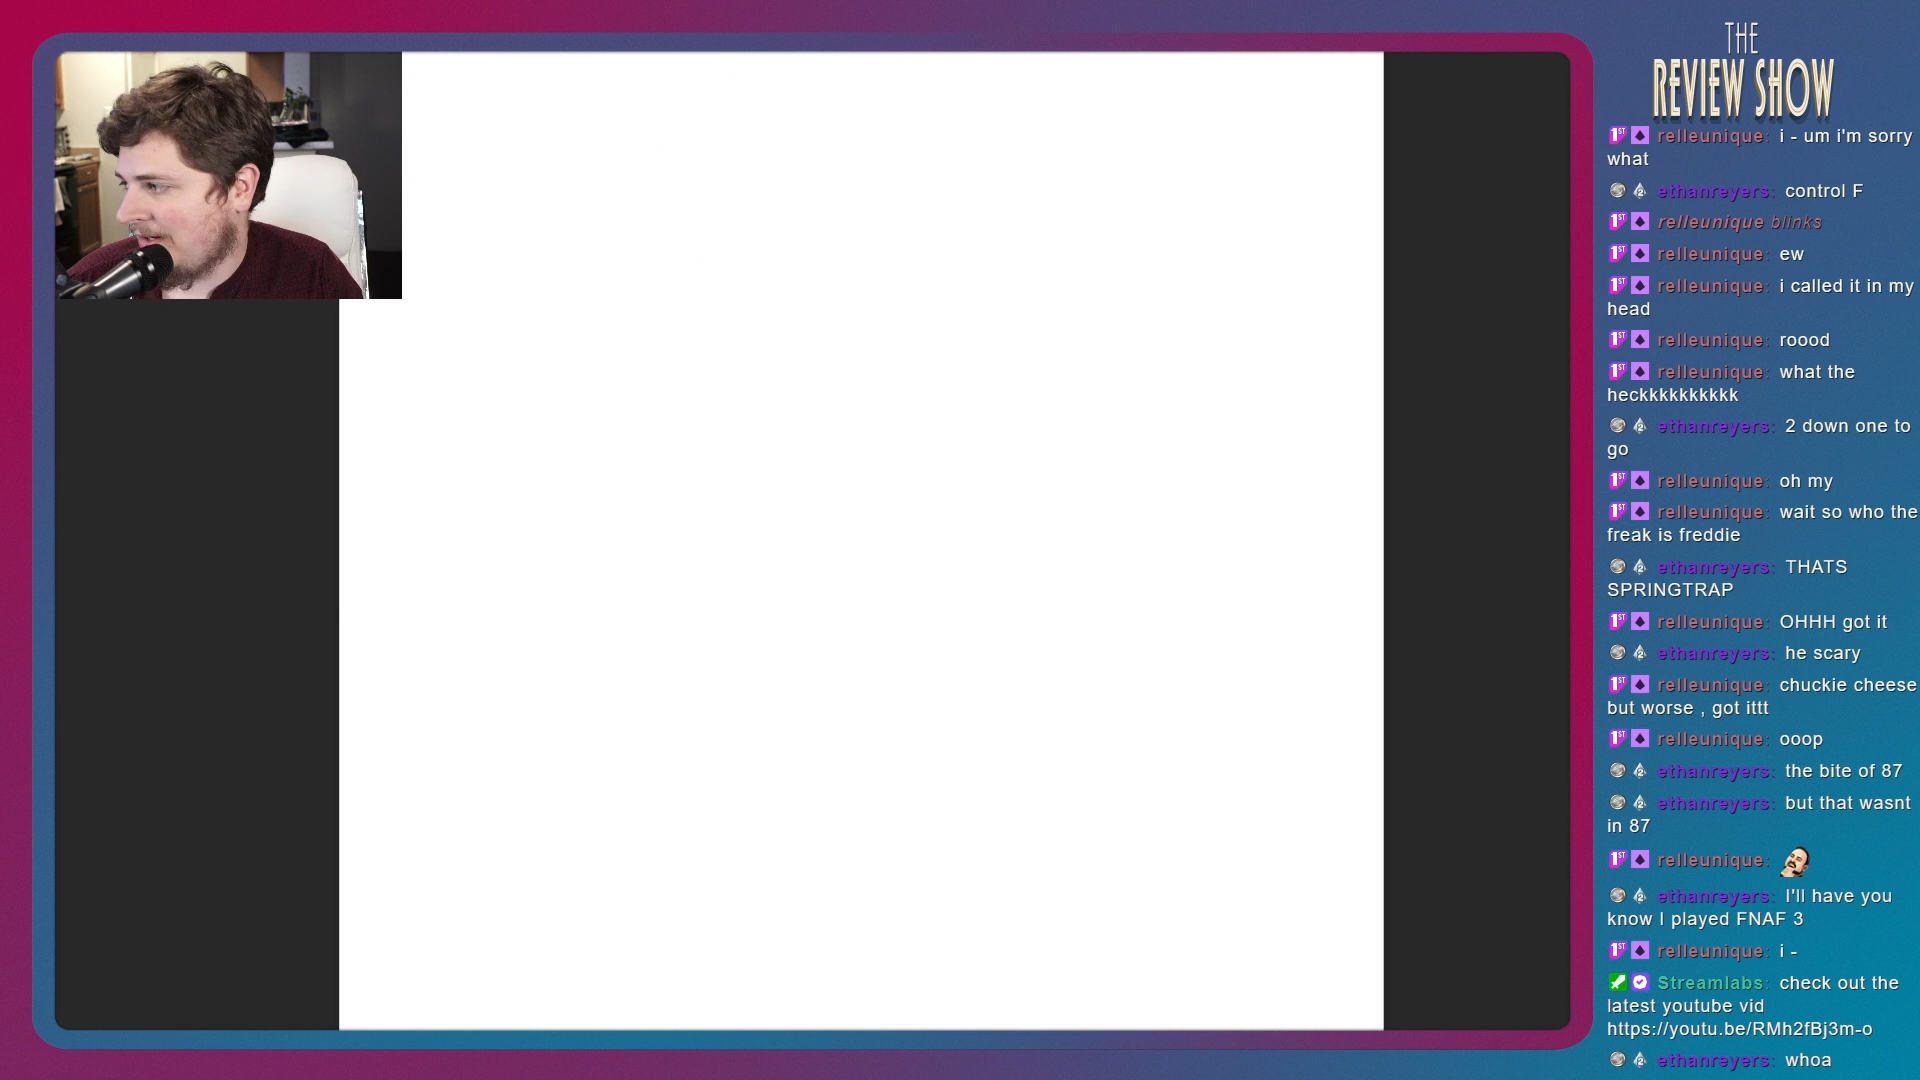 THE
REVIEW SHOW
relleunique: i - um i'm sorry
what
ethanreyers: control F
relleunique blinks
relleunique: ew
relleunique: i called it in my
head
relleunique: roood
relleunique: what the
heckkkkkkkkkk
ethanreyers: 2 down one to
go
relleunique: oh my
relleunique: wait so who the
freak is freddie
ethanreyers: THATS
SPRINGTRAP
relleunique: OHHH got it
ethanreyers: he scary
relleunique: chuckie cheese
but worse , got ittt
relleunique: ooop
ethanreyers: the bite of 87
ethanreyers: but that wasnt
in 87
relleunique:
ethanreyers: I'll have you
know I played FNAF 3
relleunique: i -
Streamlabs: check out the
latest youtube vid
https://youtu.be/RMh2fBj3m-o
ethanreyers: whoa